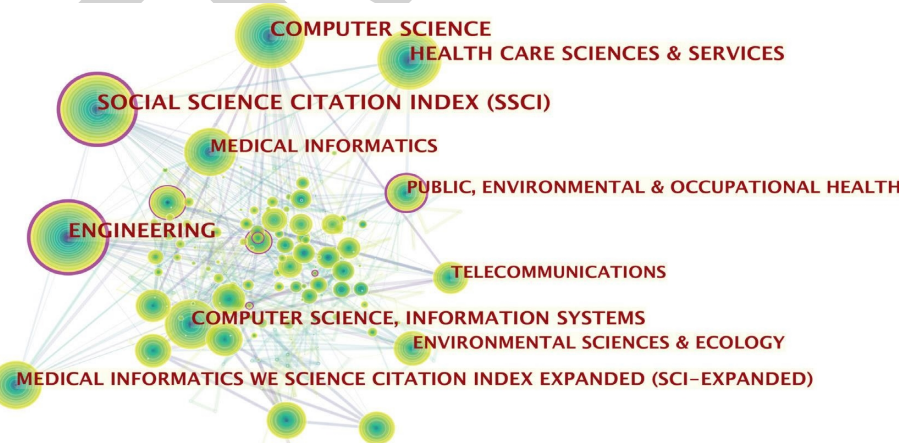 COMPUTER SCIENCE
HEALTH CARE SCIENCES & SERVICES
SOCIAL SCIENCE CITATION INDEX (SSCI)
MEDICAL INFORMATICS
PUBLIC, ENVIRONMENTAL & OCCUPATIONAL HEALTH
ENGINEERING
TELECOMMUNICATIONS
COMPUTER SCIENCE, INFORMATION SYSTEMS
ENVIRONMENTAL SCIENCES & ECOLOGY
MEDICAL INFORMATICS WE SCIENCE CITATION INDEX EXPANDED (SCI-EXPANDED)